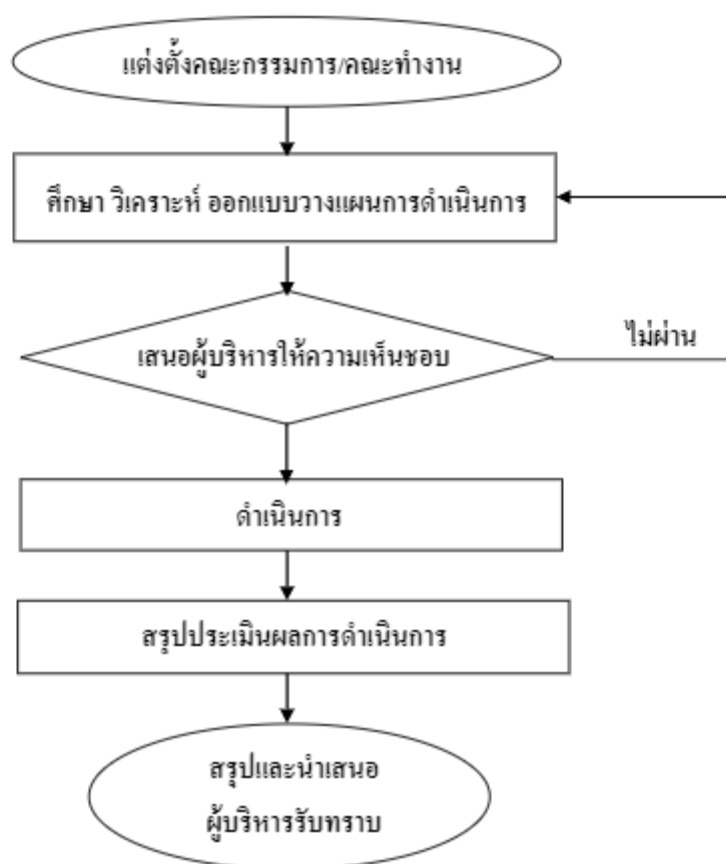 แต่งตั้งคณะกรรมการ/คณะทำงาน
ศึกษา วิเคราะห์ ออกแบบวางแผนการดำเนินการ
เสนอผู้บริหารให้ความเห็นชอบ
ไม่ผ่าน
ดำเนินการ
สรุปประเมินผลการดำเนินการ
สรุปและนำเสนอ
ผู้บริหารรับทราบ